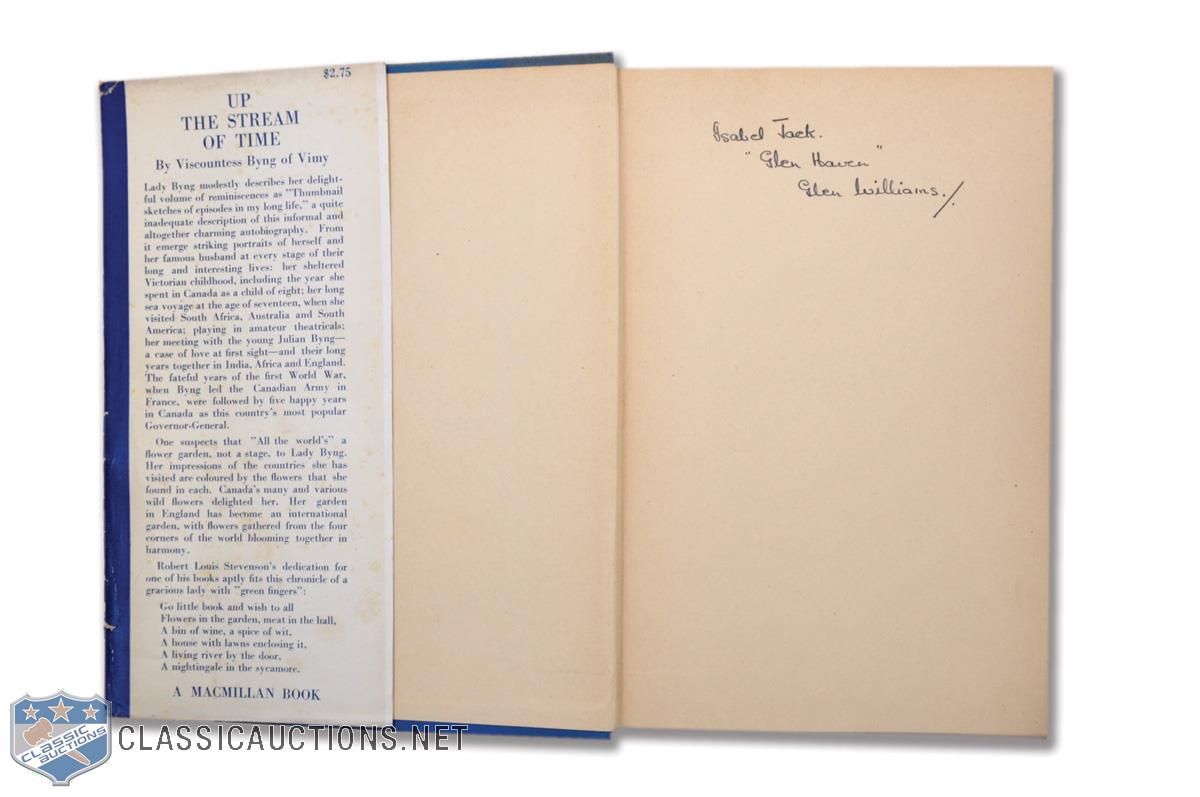 $2.75
UP
THE STREAM
OF TIME
By Viscountess Byng of Vimy
Lady Byng modestly describes her delight-
ful volume of reminiscences as "Thumbnail
sketches of episodes in my long life," a quite
inadequate description of this informal and
altogether charming autobiography. From
it emerge striking portraits of herself and
her famous husband at every stage of their
long and interesting lives: her sheltered
Victorian childhood, including the year she
spent in Canada as a child of eight; her long
sea voyage at the age of seventeen, when she
visited South Africa, Australia and South
America; playing in amateur theatricals;
her meeting with the young Julian Byng—
a case of love at first sight—and their long
years together in India, Africa and England.
The fateful years of the first World War,
when Byng led the Canadian Army in
France, were followed by five happy years
in Canada as this country's most popular
Governor-General.
One suspects that "All the world's" a
flower garden, not a stage, to Lady Byng.
Her impressions of the countries she has
visited are coloured by the flowers that she
found in each. Canada's many and various
wild flowers delighted her. Her garden
in England has become an international
garden, with flowers gathered from the four
corners of the world blooming together in
harmony.
Robert Louis Stevenson's dedication for
one of his books aptly fits this chronicle of a
gracious lady with "green fingers":
Go little book and wish to all
Flowers in the garden, meat in the hall,
A bin of wine, a spice of wit,
A house with lawns enclosing it,
A living river by the door,
A nightingale in the sycamore.
A MACMILLAN BOOK
Isabel Jack.
"Glen Haven"
Glen Williams./.
CLASSIC
AUCTIONS
CLASSICAUCTIONS.NET